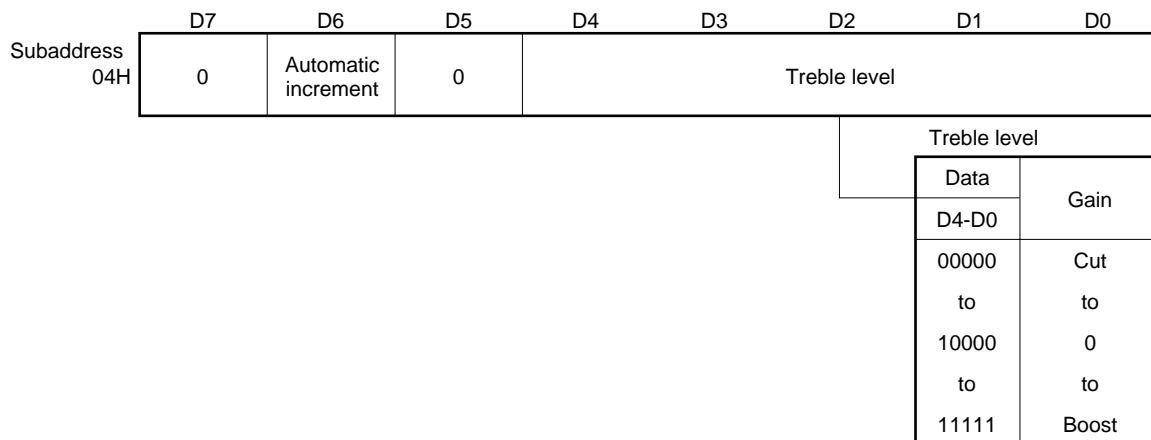 D7 D6 D5 D4 D3 D2 D1 D0
Subaddress
04H
0
Automatic
increment
0
Treble level
Treble level
Data
Gain
D4-D0
00000 Cut
to to
10000 0
to to
11111 Boost